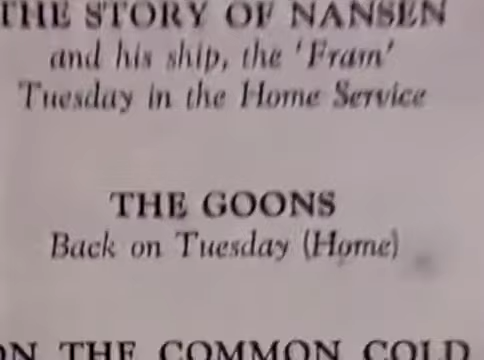 THE STORY OF NANSEN
and his ship, the 'Fram'
Tuesday in the Home Service
THE GOONS
Back on Tuesday (Home)
ON THE COMMON COLD